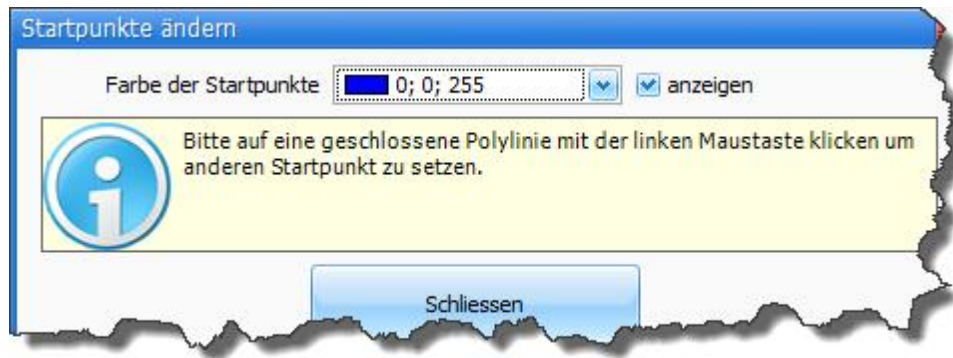 Startpunkte ändern
Farbe der Startpunkte 0; 0; 255 anzeigen
Bitte auf eine geschlossene Polylinie mit der linken Maustaste klicken um
anderen Startpunkt zu setzen.
Schliessen